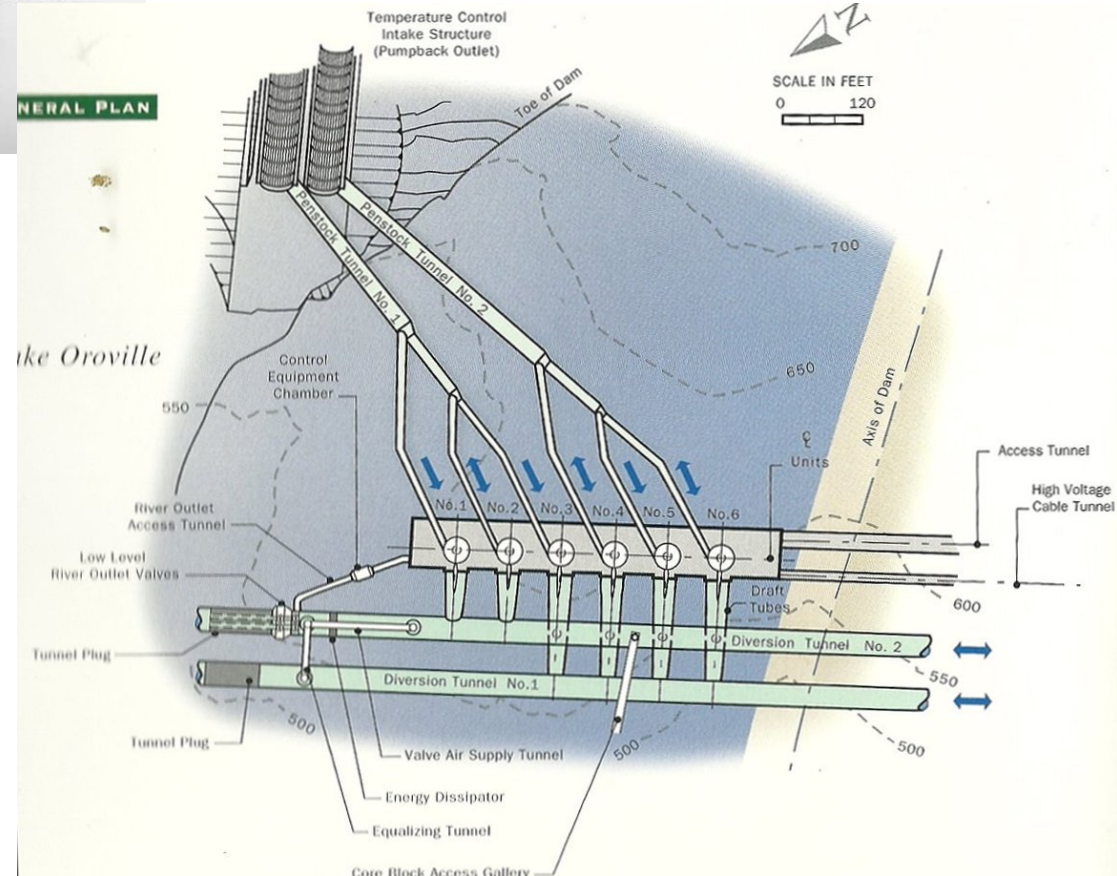 Temperature Control
Intake Structure
(Pumpback Outlet)
N
SCALE IN FEET
0 120
NERAL PLAN
Toe of Dam
Penstock Tunnel No. 1
Penstock Tunnel No. 2
700
ake Oroville
Control
Equipment
Chamber
650
550
Axis of Dam
℄
Units
Access Tunnel
High Voltage
Cable Tunnel
No.1 No.2 No.3 No.4 No.5 No.6
River Outlet
Access Tunnel
Low Level
River Outlet Valves
Draft
Tubes
600
Tunnel Plug
Diversion Tunnel No. 2
550
Diversion Tunnel No.1
500
500
500
Tunnel Plug
Valve Air Supply Tunnel
Energy Dissipator
Equalizing Tunnel
Core Block Access Gallery